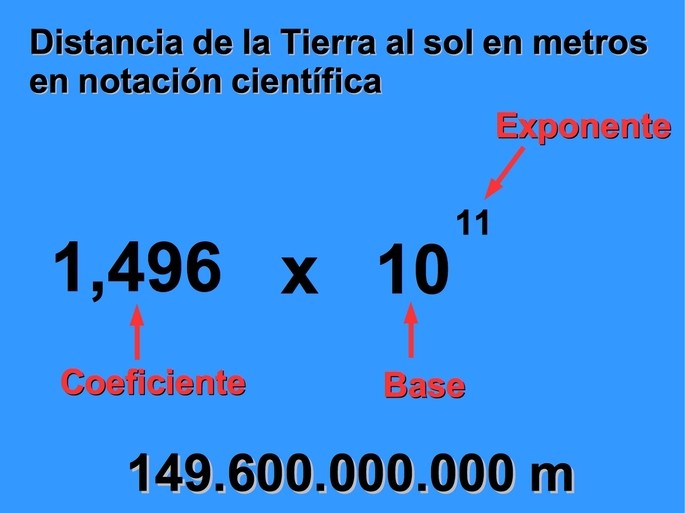 Distancia de la Tierra al sol en metros
en notación científica
Exponente
11
1,496 x 10
Coeficiente
Base
149.600.000.000 m